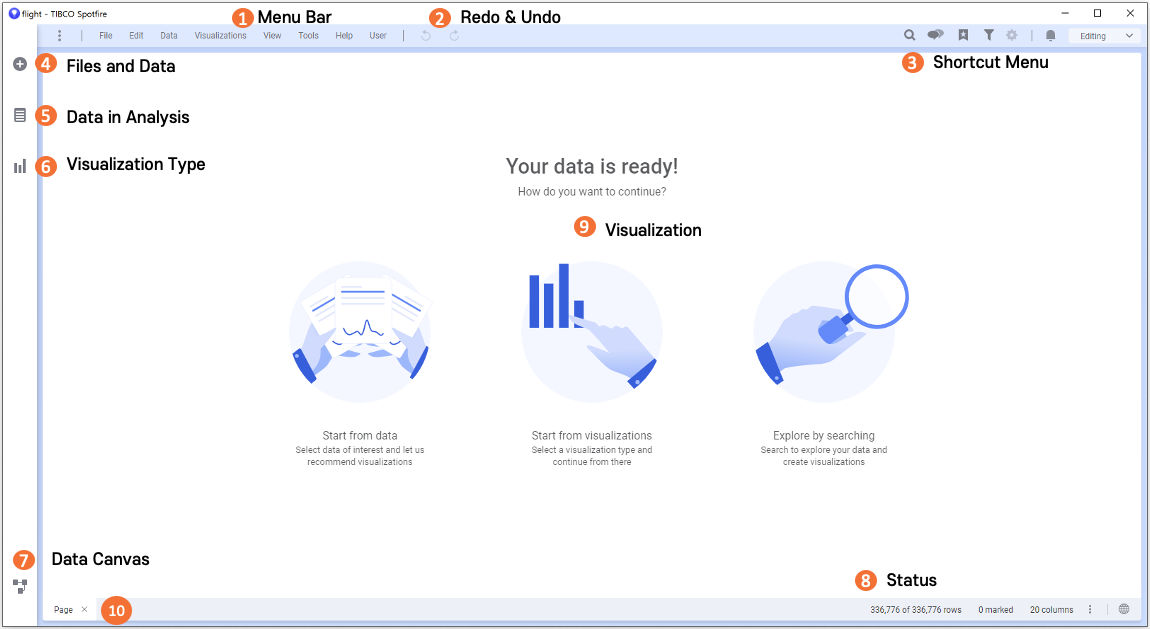 flight - TIBCO Spotfire
1 Menu Bar
2 Redo & Undo
File Edit Data Visualizations View Tools Help User
Editing
3 Shortcut Menu
4 Files and Data
5 Data in Analysis
6 Visualization Type
Your data is ready!
How do you want to continue?
9 Visualization
Start from data
Select data of interest and let us
recommend visualizations
Start from visualizations
Select a visualization type and
continue from there
Explore by searching
Search to explore your data and
create visualizations
7 Data Canvas
8 Status
Page
10
336,776 of 336,776 rows 0 marked 20 columns